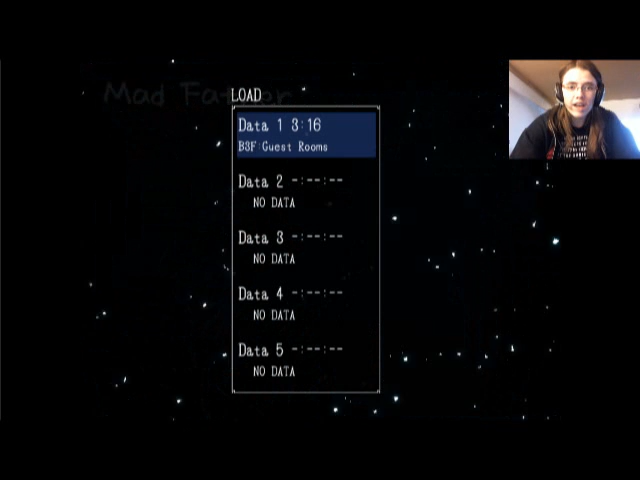 Mad Father
LOAD
Data 1 3:16
B3F:Guest Rooms
Data 2 -:--:--
NO DATA
Data 3 -:--:--
NO DATA
Data 4 -:--:--
NO DATA
Data 5 -:--:--
NO DATA